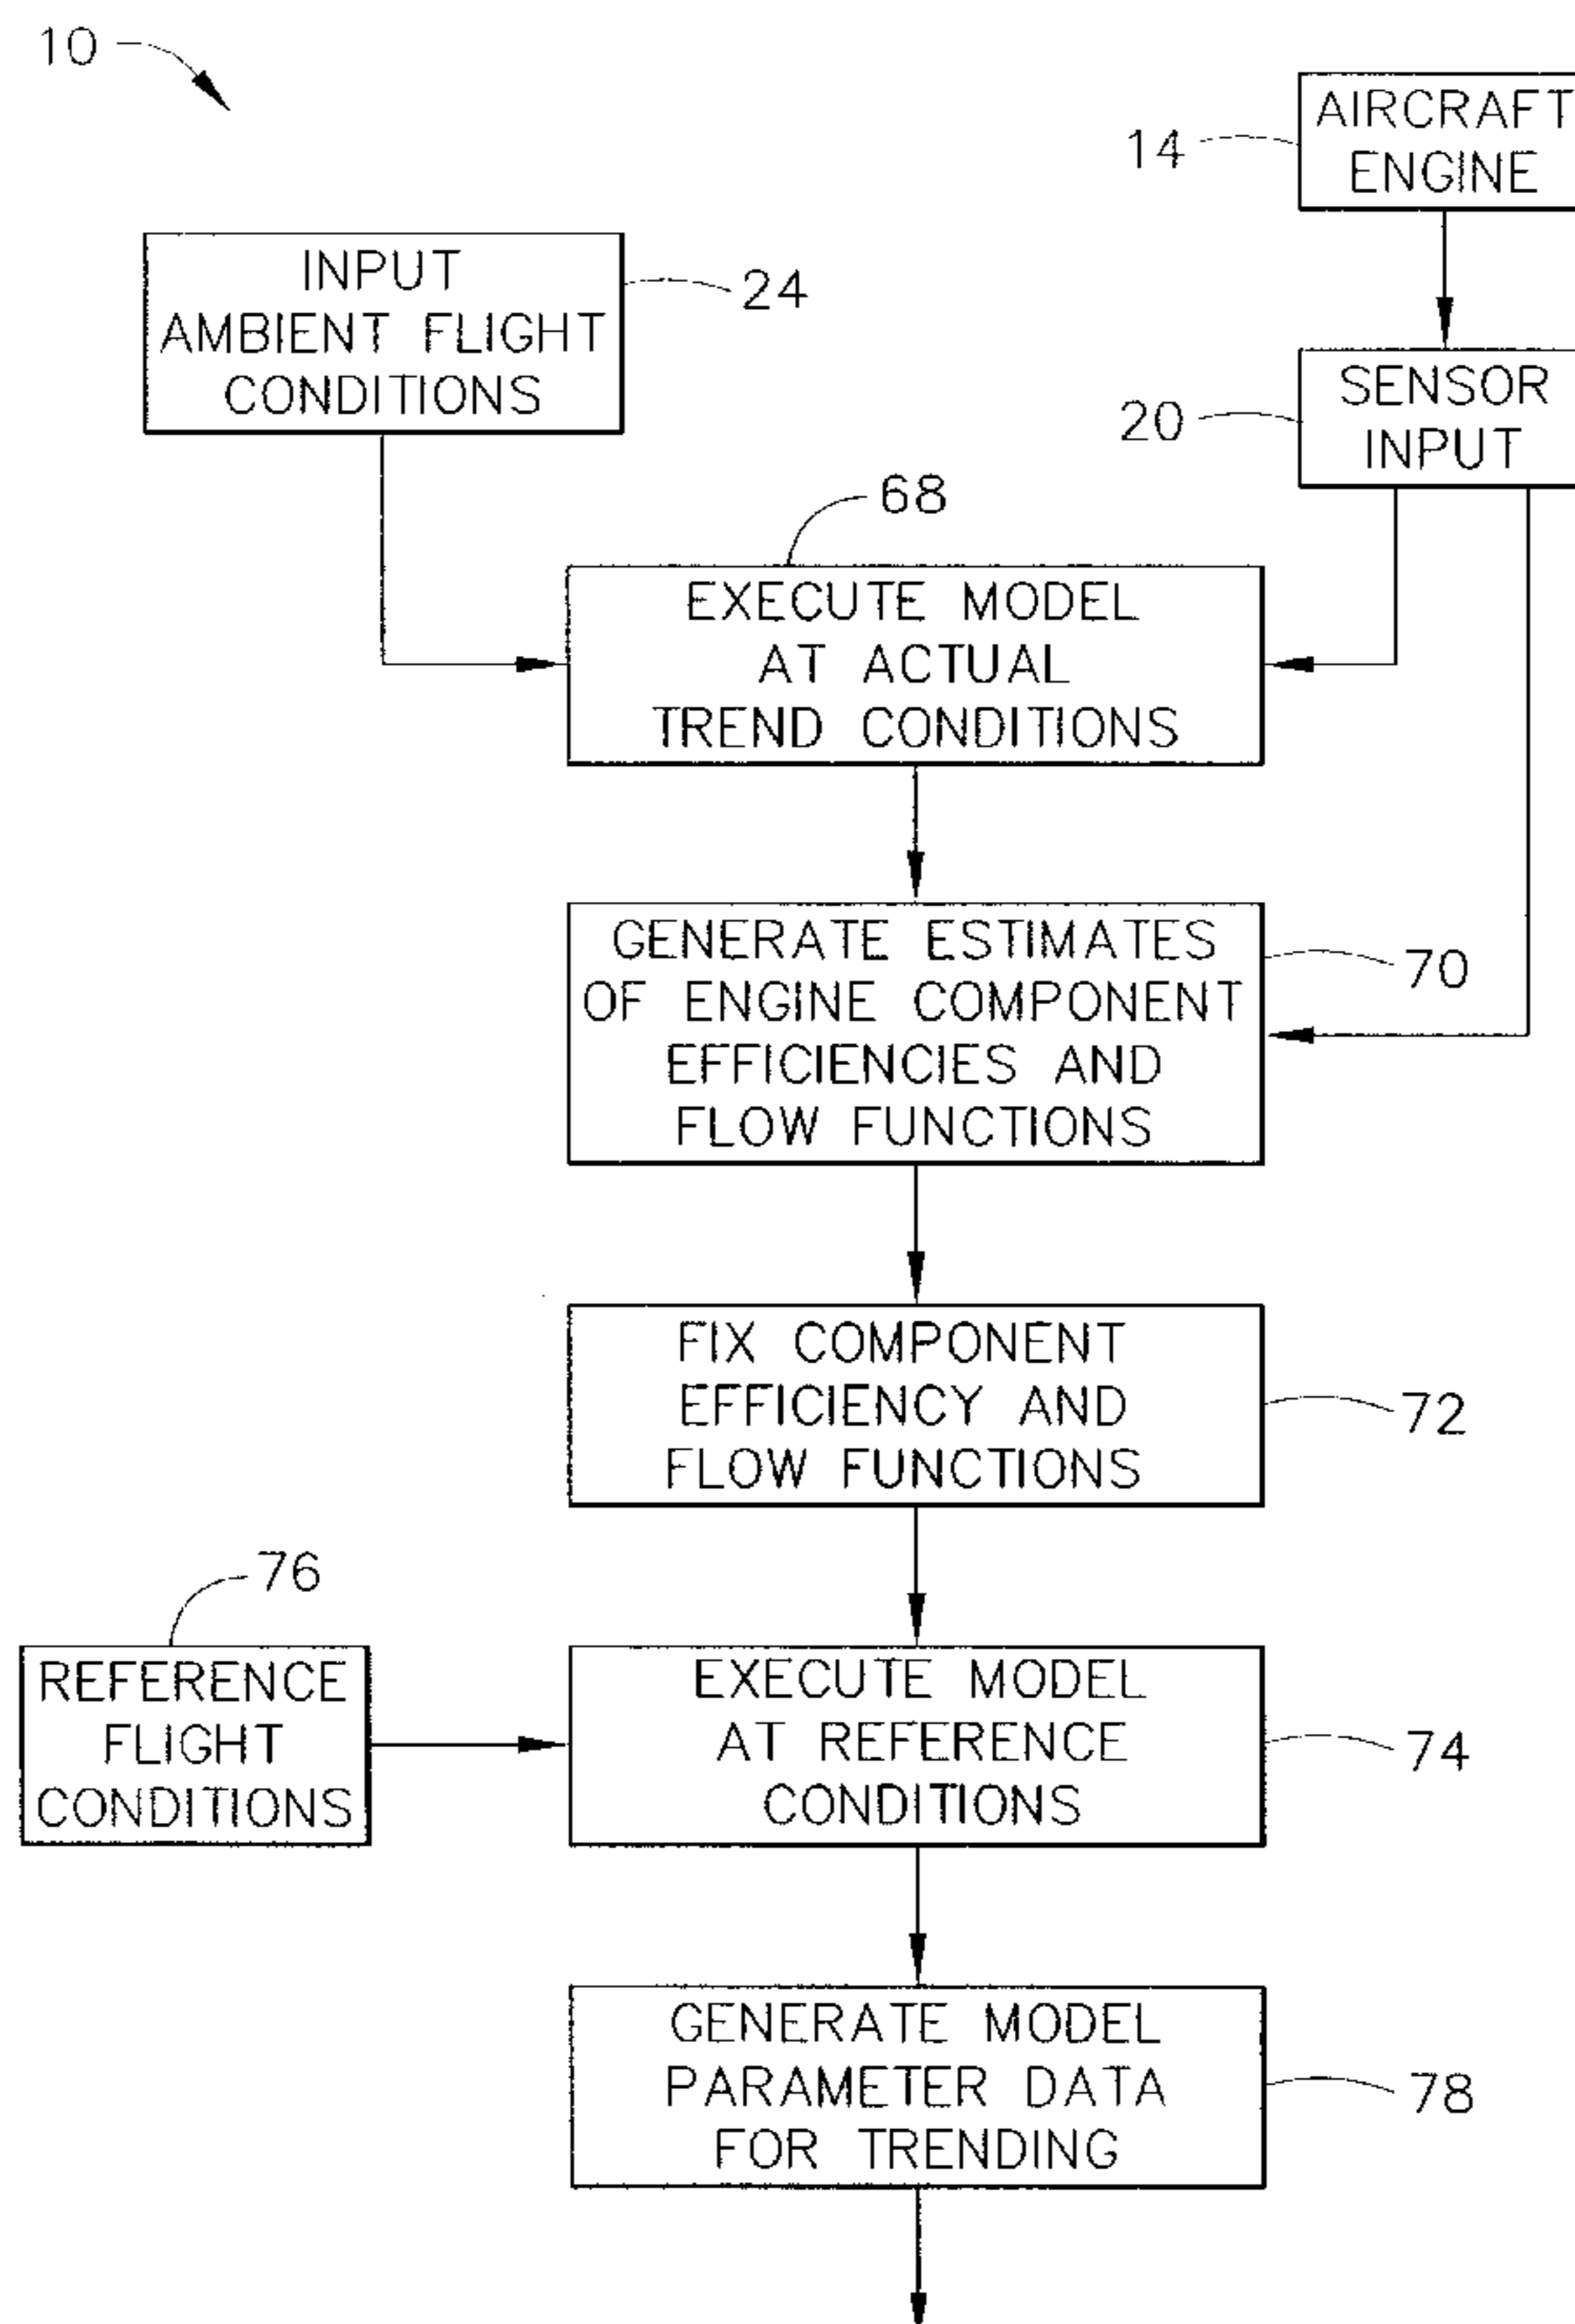 10
AIRCRAFT
ENGINE
14
INPUT
AMBIENT FLIGHT
CONDITIONS
24
SENSOR
INPUT
20
68
EXECUTE MODEL
AT ACTUAL
TREND CONDITIONS
GENERATE ESTIMATES
OF ENGINE COMPONENT
EFFICIENCIES AND
FLOW FUNCTIONS
70
FIX COMPONENT
EFFICIENCY AND
FLOW FUNCTIONS
72
76
REFERENCE
FLIGHT
CONDITIONS
EXECUTE MODEL
AT REFERENCE
CONDITIONS
74
GENERATE MODEL
PARAMETER DATA
FOR TRENDING
78